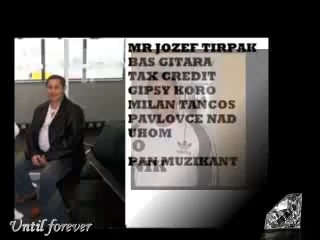 MR JOZEF TIRPAK
BAS GITARA
TAX CREDIT
GIPSY KORO
MILAN TANCOS
PAVLOVCE NAD
UHOM
O
PAN MUZIKANT
Until forever